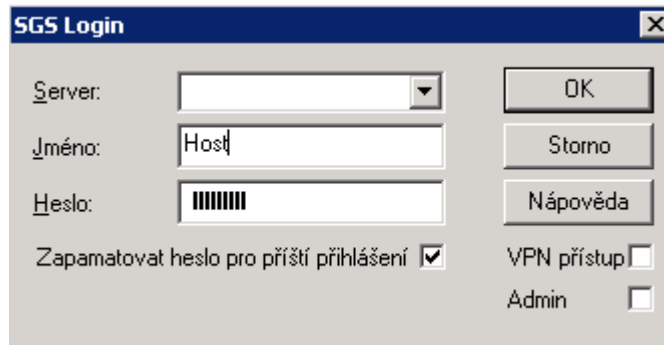 SGS Login
Server:
OK
Jméno:
Host
Storno
Heslo:
Nápověda
Zapamatovat heslo pro příští přihlášení
VPN přístup
Admin